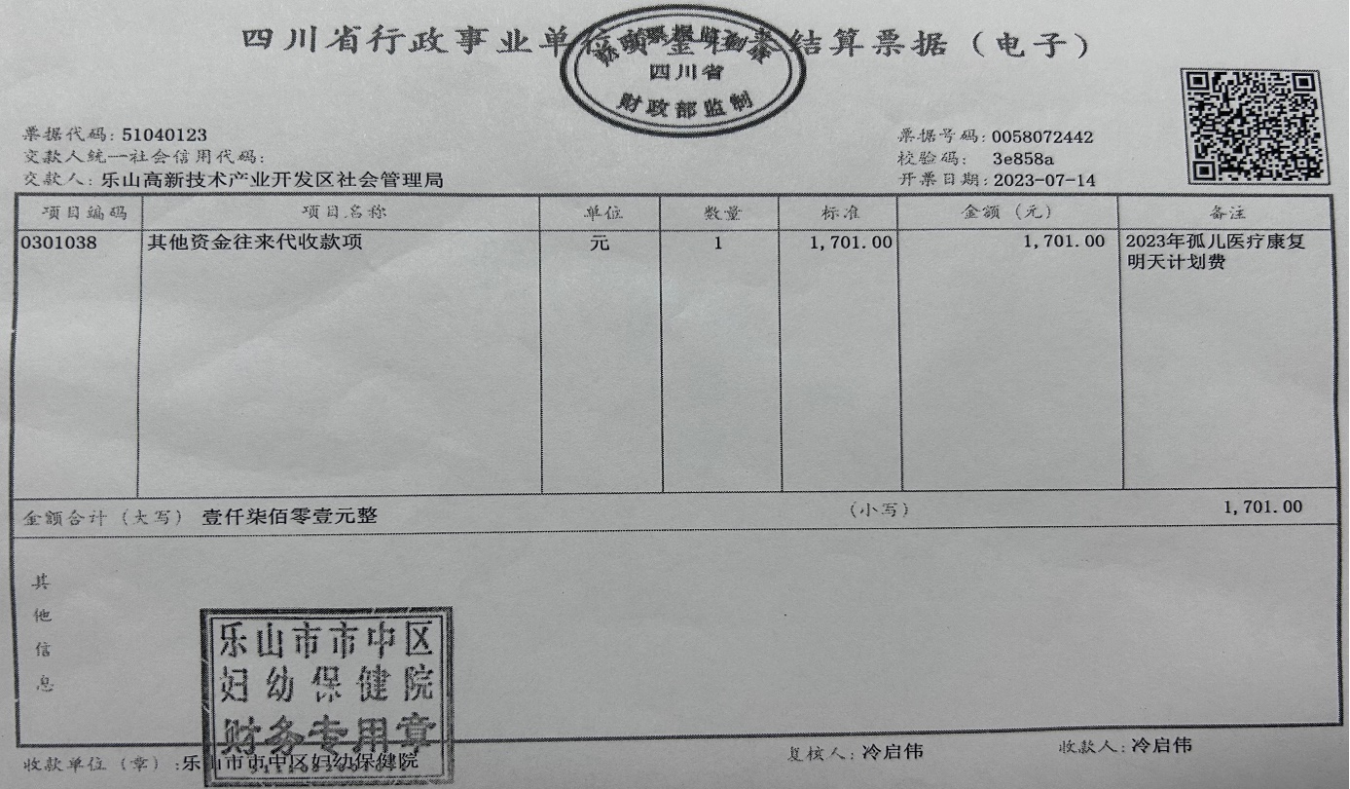 四川省行政事业单位资金往来结算票据（电子）
财政票据监制章
四川省
财政部监制
票据代码：51040123
票据号码：0058072442
交款人统一社会信用代码：
校验码： 3e858a
交款人：乐山高新技术产业开发区社会管理局
开票日期：2023-07-14
项目编码 项目名称 单位 数量 标准 金额（元） 备注
0301038 其他资金往来代收款项 元 1 1,701.00 1,701.00 2023年孤儿医疗康复
明天计划费
金额合计（大写） 壹仟柒佰零壹元整 （小写） 1,701.00
其他信息
乐山市市中区
妇幼保健院
财务专用章
收款单位（章）：乐山市市中区妇幼保健院 复核人：冷启伟 收款人：冷启伟